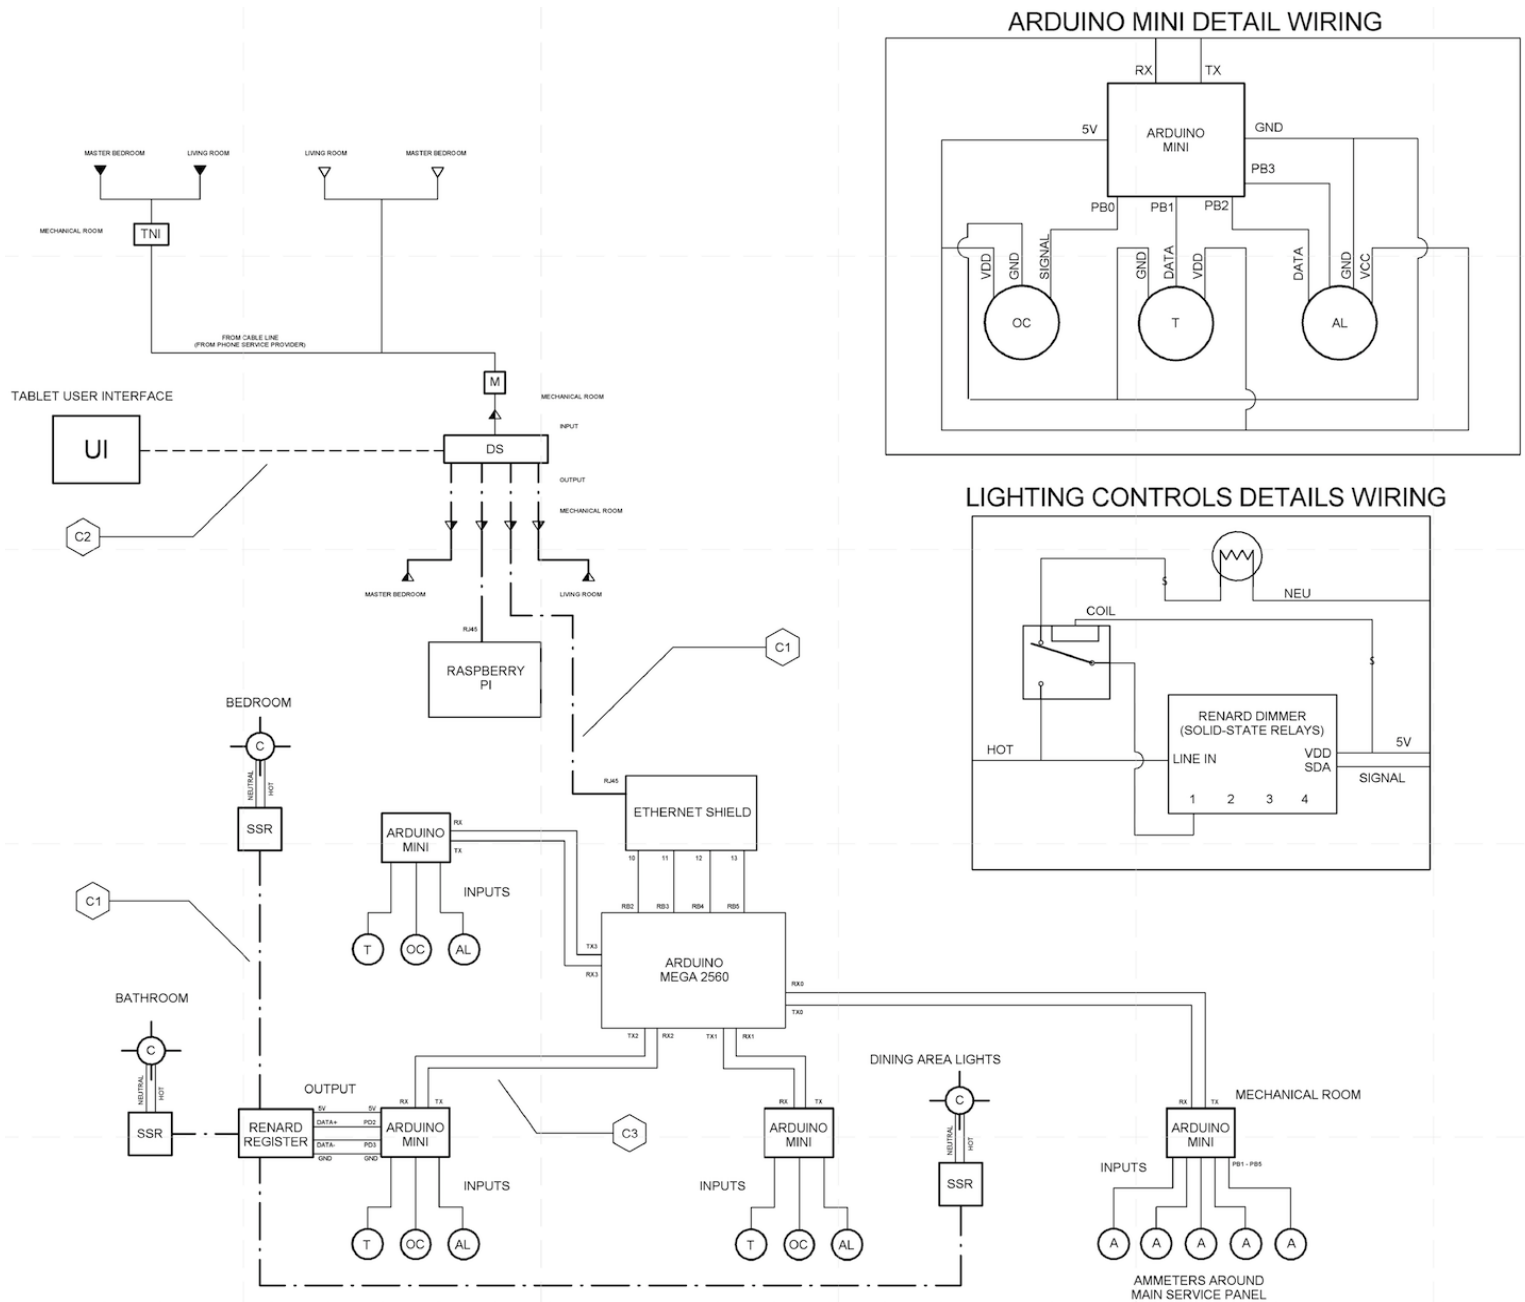 ARDUINO MINI DETAIL WIRING
RX
TX
5V
ARDUINO
MINI
GND
PB3
PB0
PB1
PB2
VDD
GND
SIGNAL
GND
DATA
VDD
DATA
GND
VCC
OC
T
AL
MASTER BEDROOM
LIVING ROOM
LIVING ROOM
MASTER BEDROOM
MECHANICAL ROOM
TNI
FROM CABLE LINE
(FROM PHONE SERVICE PROVIDER)
M
MECHANICAL ROOM
TABLET USER INTERFACE
UI
INPUT
DS
OUTPUT
MECHANICAL ROOM
C2
MASTER BEDROOM
LIVING ROOM
RJ45
RASPBERRY
PI
C1
LIGHTING CONTROLS DETAILS WIRING
NEU
COIL
S
S
RENARD DIMMER
(SOLID-STATE RELAYS)
HOT
LINE IN
VDD
SDA
5V
SIGNAL
1
2
3
4
BEDROOM
C
NEUTRAL
HOT
SSR
RJ45
ETHERNET SHIELD
10
11
12
13
RB2
RB3
RB4
RB5
ARDUINO
MINI
RX
TX
INPUTS
T
OC
AL
C1
TX3
RX3
ARDUINO
MEGA 2560
RX0
TX0
TX2
RX2
TX1
RX1
BATHROOM
C
NEUTRAL
HOT
SSR
OUTPUT
RENARD
REGISTER
5V
5V
DATA+
PD2
DATA-
PD3
GND
GND
RX
TX
ARDUINO
MINI
INPUTS
T
OC
AL
C3
RX
TX
ARDUINO
MINI
INPUTS
T
OC
AL
DINING AREA LIGHTS
C
NEUTRAL
HOT
SSR
MECHANICAL ROOM
RX
TX
ARDUINO
MINI
INPUTS
PB1 - PB5
A
A
A
A
A
AMMETERS AROUND
MAIN SERVICE PANEL